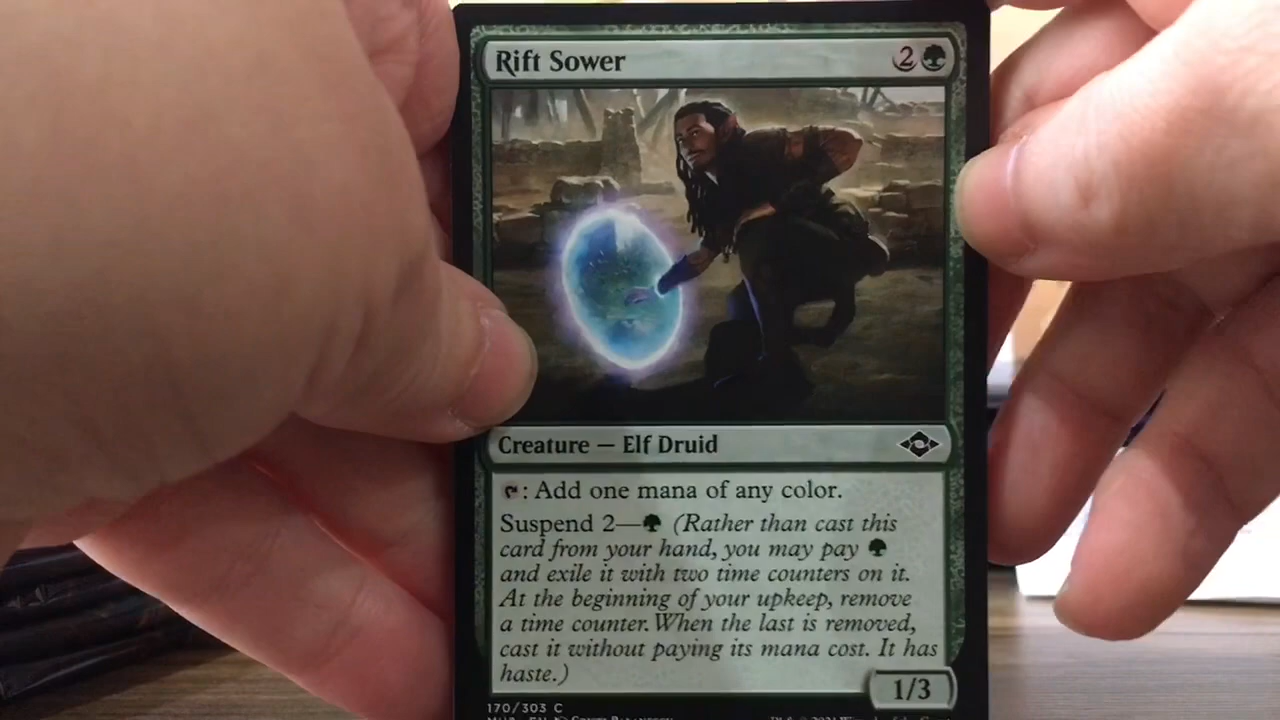 Rift Sower 2
Creature — Elf Druid
: Add one mana of any color.
Suspend 2— (Rather than cast this
card from your hand, you may pay
and exile it with two time counters on it.
At the beginning of your upkeep, remove
a time counter. When the last is removed,
cast it without paying its mana cost. It has
haste.)
1/3
170/303 C